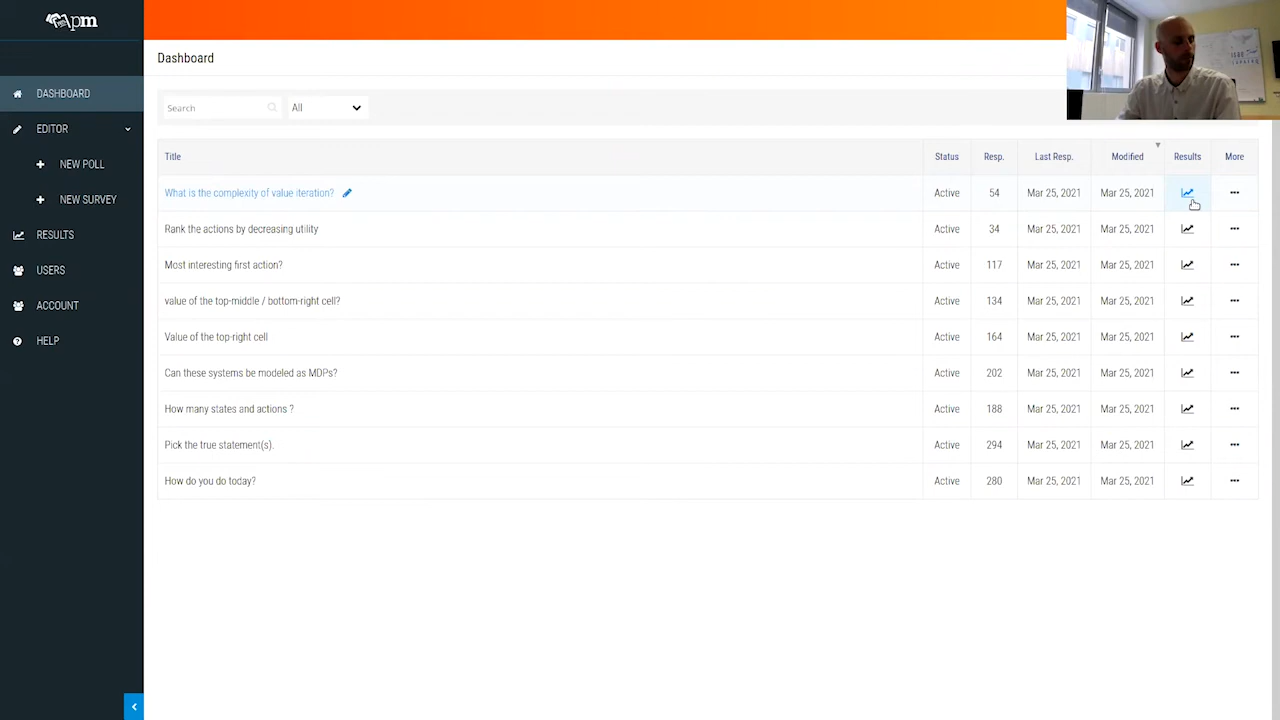 apm
Dashboard
DASHBOARD
EDITOR
NEW POLL
NEW SURVEY
RESULTS
USERS
ACCOUNT
HELP
Search
All
Title Status Resp. Last Resp. Modified Results More
What is the complexity of value iteration? Active 54 Mar 25, 2021 Mar 25, 2021
Rank the actions by decreasing utility Active 34 Mar 25, 2021 Mar 25, 2021
Most interesting first action? Active 117 Mar 25, 2021 Mar 25, 2021
value of the top-middle / bottom-right cell? Active 134 Mar 25, 2021 Mar 25, 2021
Value of the top-right cell Active 164 Mar 25, 2021 Mar 25, 2021
Can these systems be modeled as MDPs? Active 202 Mar 25, 2021 Mar 25, 2021
How many states and actions ? Active 188 Mar 25, 2021 Mar 25, 2021
Pick the true statement(s). Active 294 Mar 25, 2021 Mar 25, 2021
How do you do today? Active 280 Mar 25, 2021 Mar 25, 2021